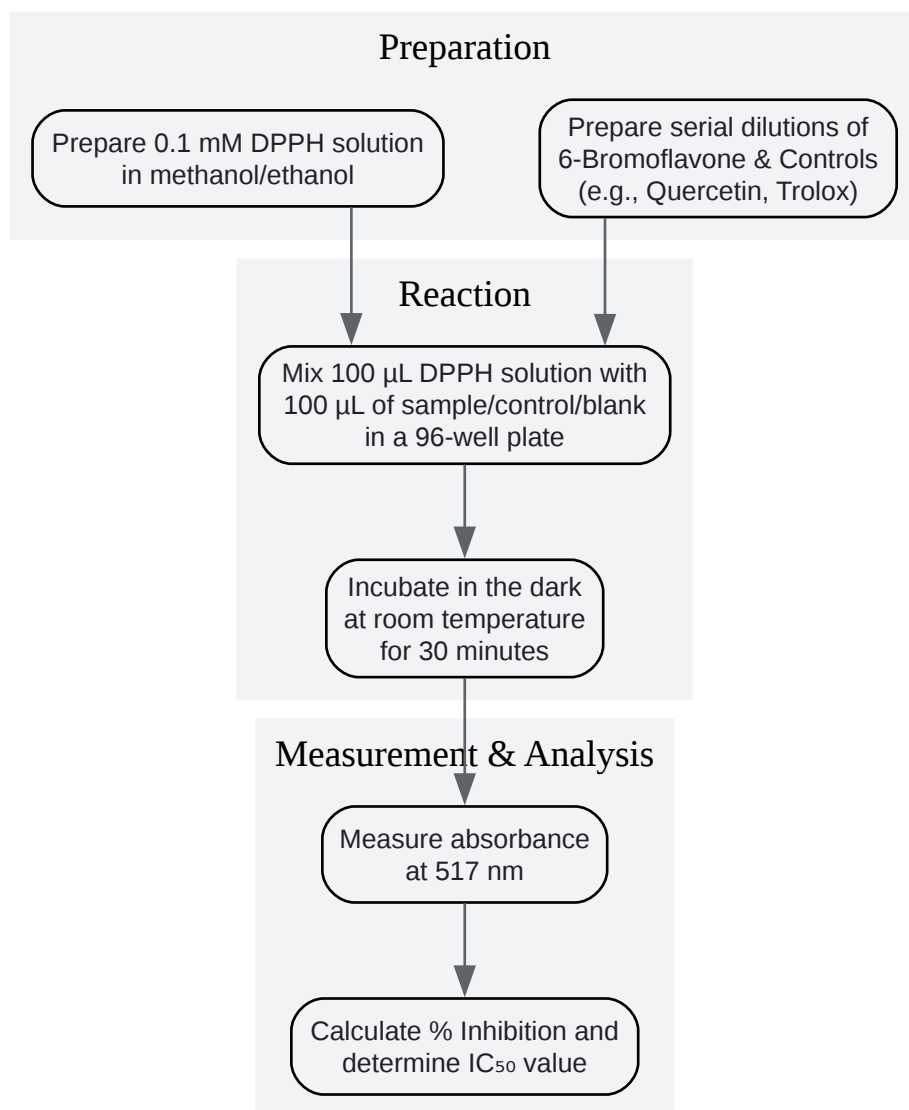 Preparation
Prepare 0.1 mM DPPH solution
in methanol/ethanol
Prepare serial dilutions of
6-Bromoflavone & Controls
(e.g., Quercetin, Trolox)
Reaction
Mix 100 µL DPPH solution with
100 µL of sample/control/blank
in a 96-well plate
Incubate in the dark
at room temperature
for 30 minutes
Measurement & Analysis
Measure absorbance
at 517 nm
Calculate % Inhibition and
determine IC₅₀ value